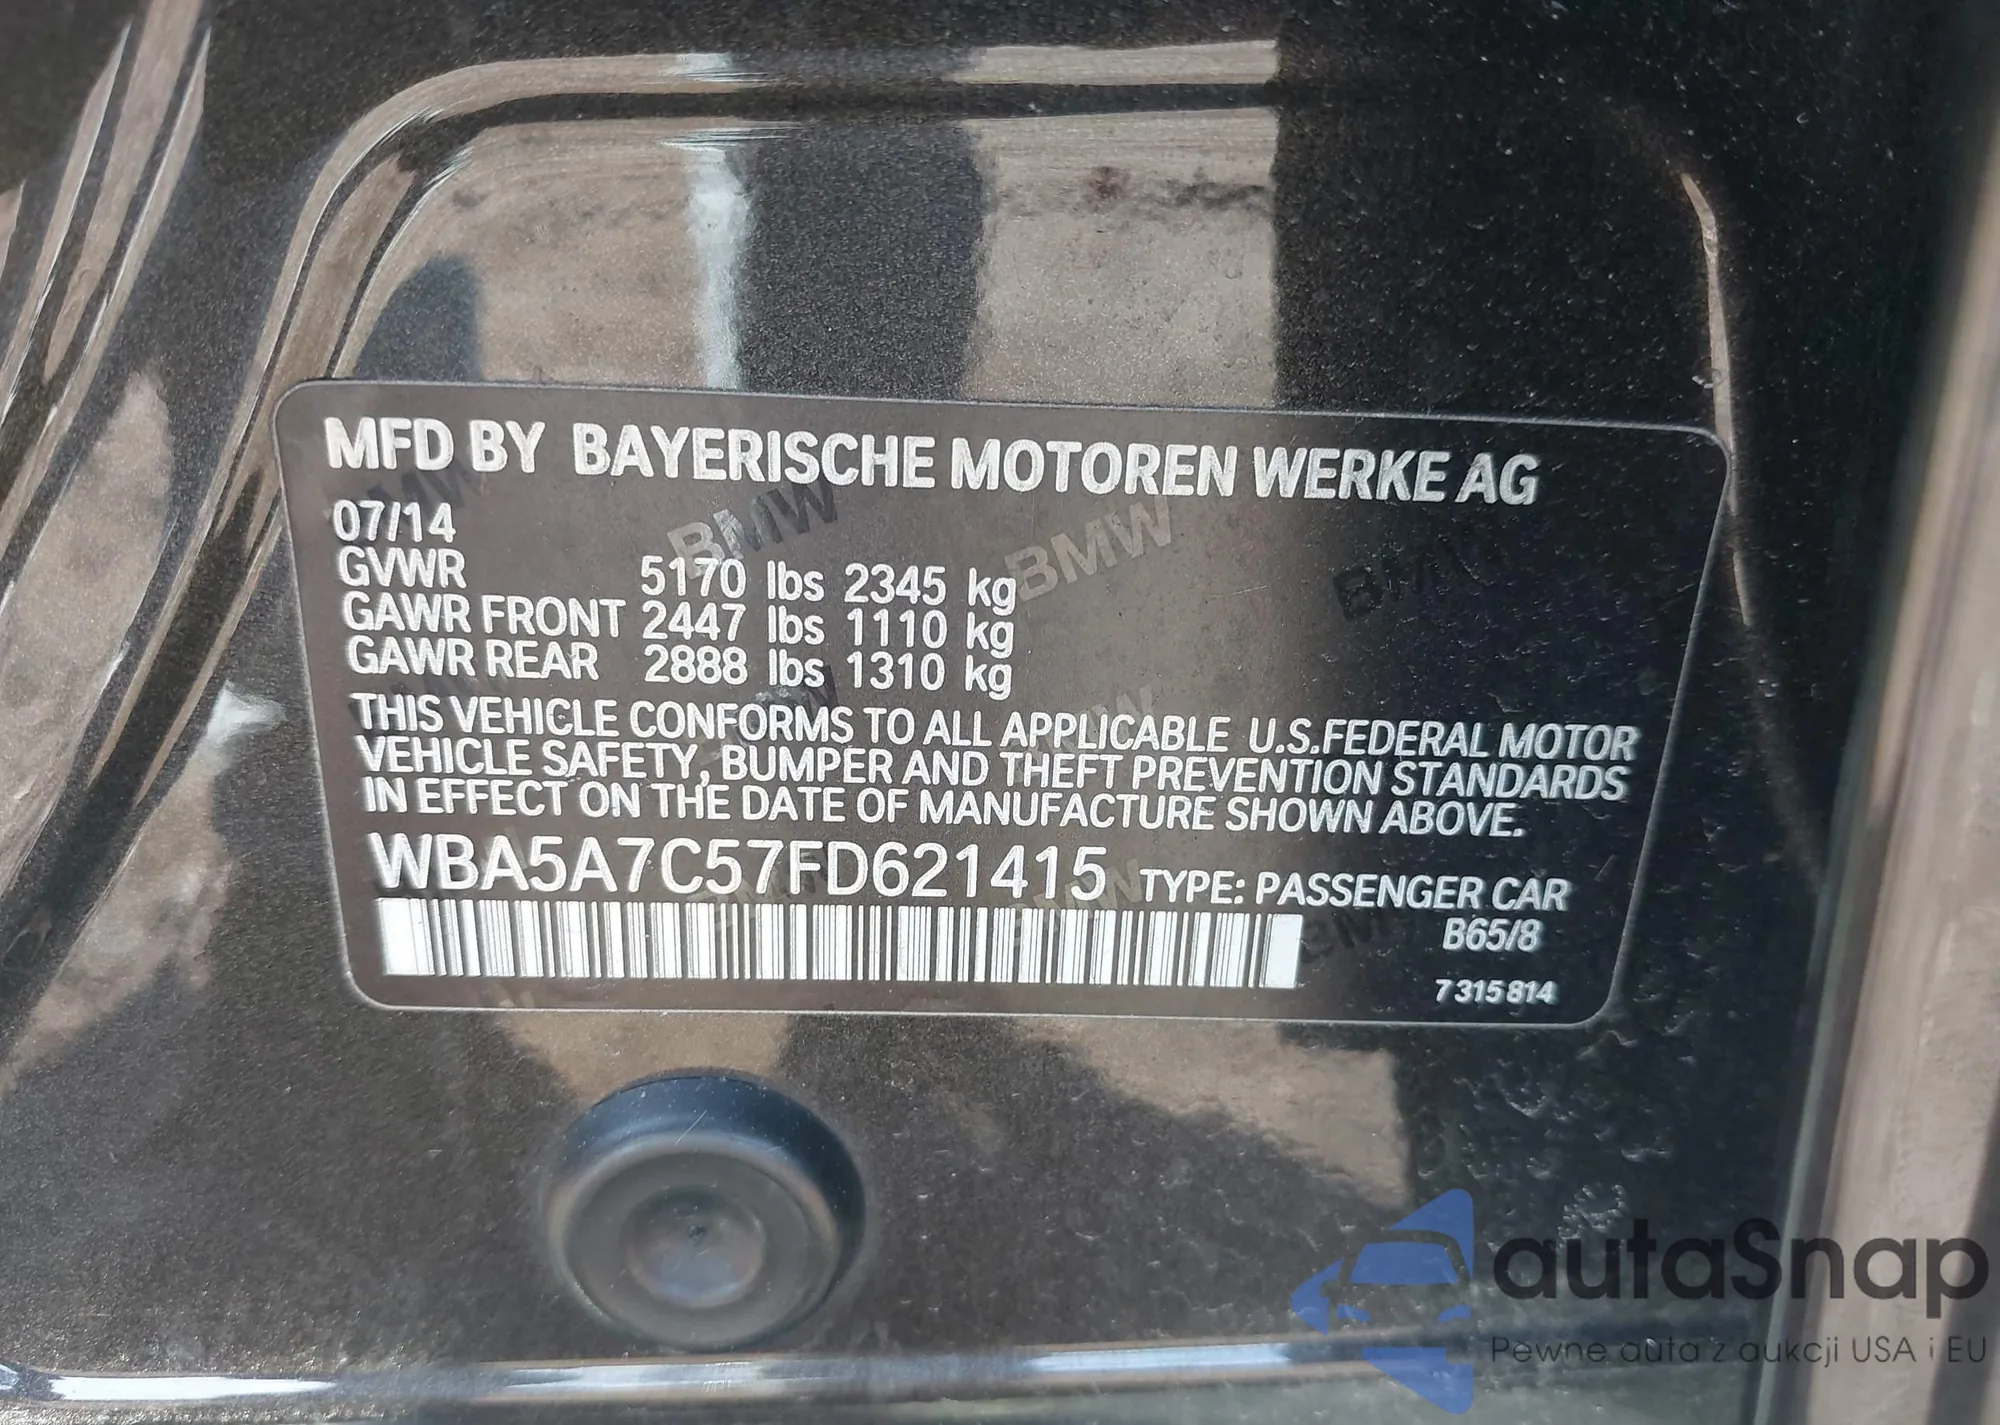 MFD BY BAYERISCHE MOTOREN WERKE AG
07/14
GVWR 5170 lbs 2345 kg
GAWR FRONT 2447 lbs 1110 kg
GAWR REAR 2888 lbs 1310 kg
THIS VEHICLE CONFORMS TO ALL APPLICABLE U.S.FEDERAL MOTOR
VEHICLE SAFETY, BUMPER AND THEFT PREVENTION STANDARDS
IN EFFECT ON THE DATE OF MANUFACTURE SHOWN ABOVE.
WBA5A7C57FD621415 TYPE: PASSENGER CAR
B65/8
7 315 814
BMW BMW BMW
autaSnap
Pewne auta z aukcji USA i EU